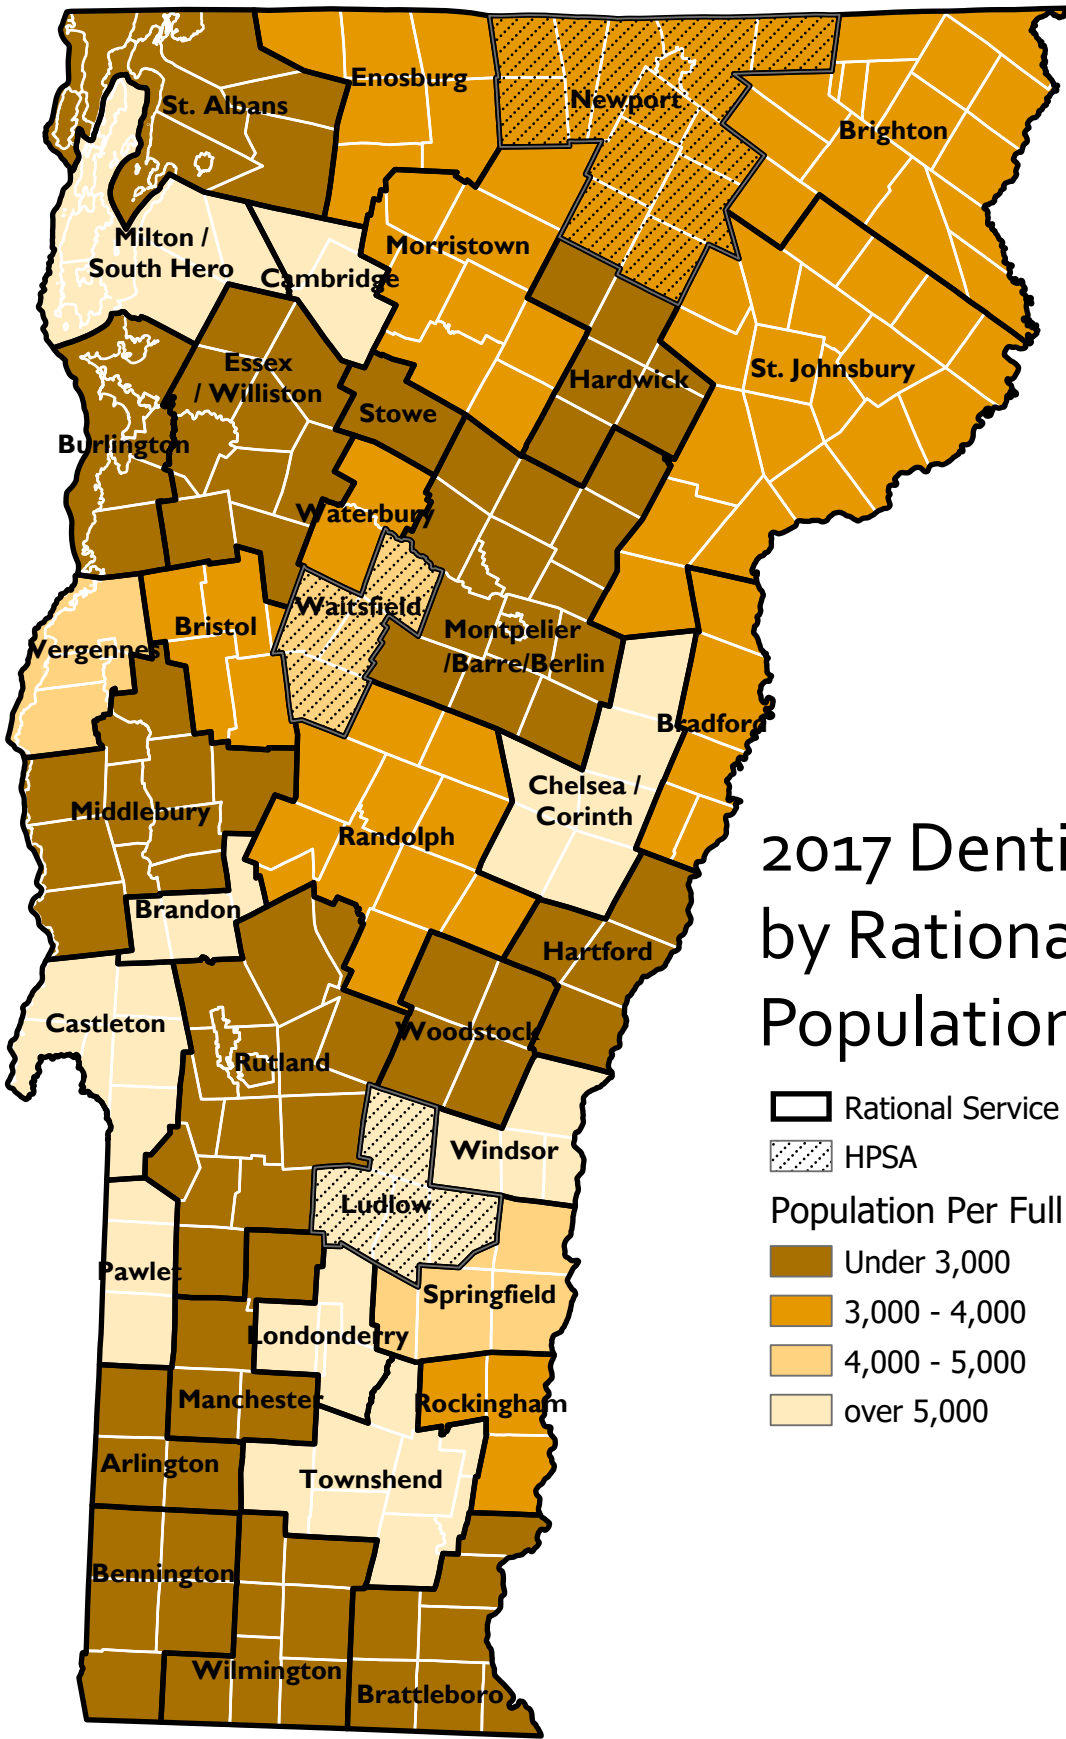 Enosburg
St. Albans
Newport
Brighton
Milton /
South Hero
Morristown
Cambridge
Essex
/ Williston
Hardwick
St. Johnsbury
Stowe
Burlington
Waterbury
Waitsfield
Bristol
Montpelier
/Barre/Berlin
Vergennes
Bradford
Chelsea /
Corinth
Middlebury
Randolph
Brandon
Hartford
Castleton
Woodstock
Rutland
Windsor
Ludlow
Pawlet
Springfield
Londonderry
Manchester
Rockingham
Arlington
Townshend
Bennington
Wilmington
Brattleboro
2017 Denti
by Rationa
Population
Rational Service
HPSA
Population Per Full
Under 3,000
3,000 - 4,000
4,000 - 5,000
over 5,000